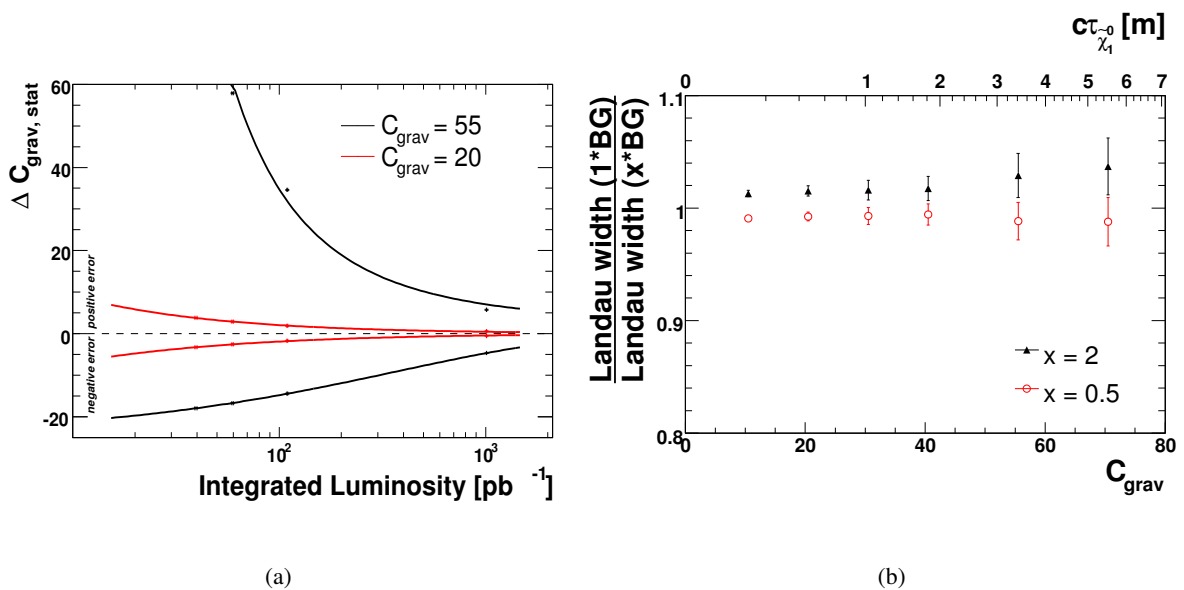 Δ C_grav, stat
60
40
20
0
-20
positive error
negative error
C_grav = 55
C_grav = 20
10²
10³
Integrated Luminosity [pb⁻¹]
(a)
cτ_χ̃₁⁰ [m]
0 1 2 3 4 5 6 7
Landau width (1*BG)
Landau width (x*BG)
1.1
1
0.9
0.8
x = 2
x = 0.5
0 20 40 60 80
C_grav
(b)